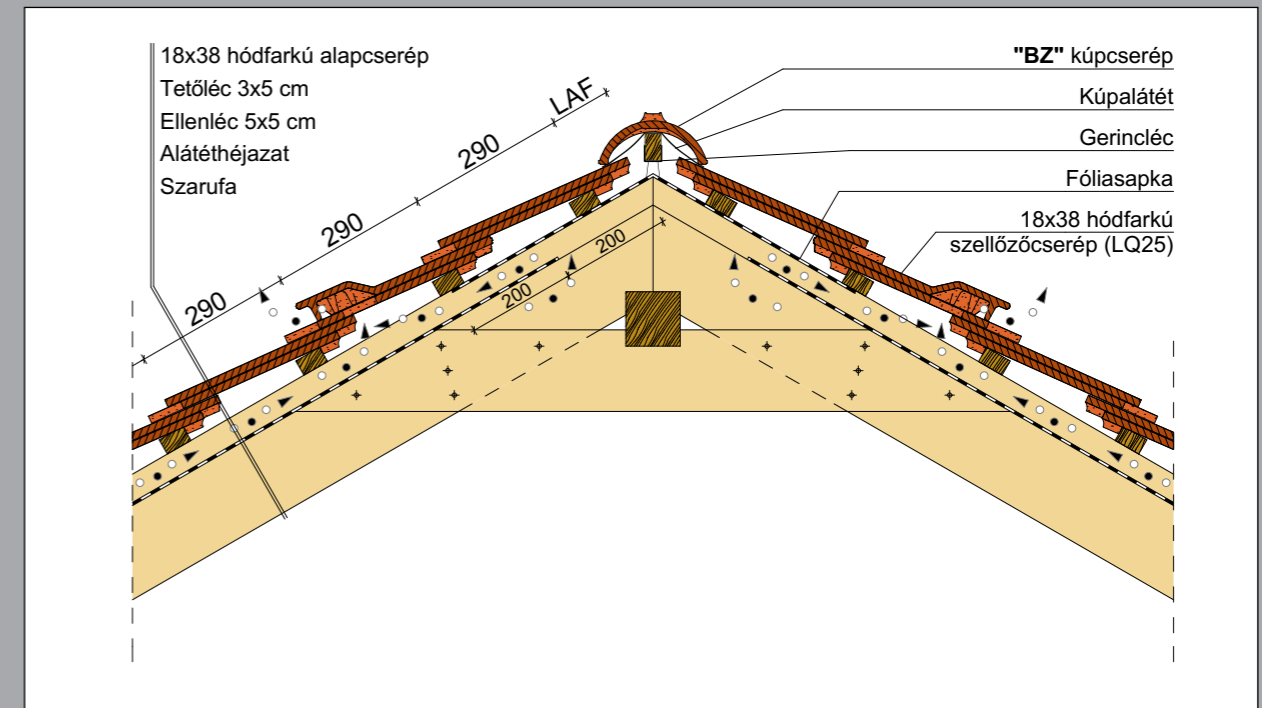 18x38 hódfarkú alapcserép
Tetőléc 3x5 cm
Ellenléc 5x5 cm
Alátéthéjazat
Szarufa
290
290
290
LAF
200
200
"BZ" kúpcserép
Kúpalátét
Gerincléc
Fóliasapka
18x38 hódfarkú
szellőzőcserép (LQ25)